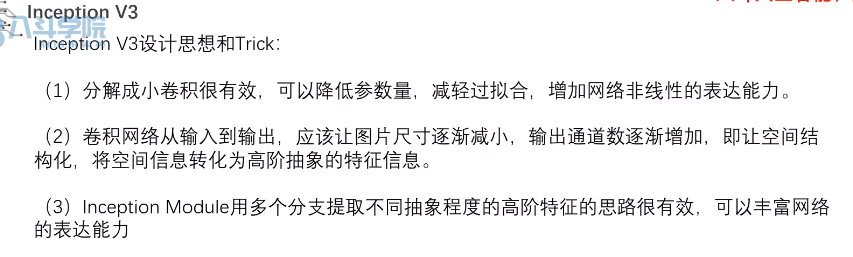 Inception V3
八斗学院
Inception V3设计思想和Trick：
（1）分解成小卷积很有效，可以降低参数量，减轻过拟合，增加网络非线性的表达能力。
（2）卷积网络从输入到输出，应该让图片尺寸逐渐减小，输出通道数逐渐增加，即让空间结
构化，将空间信息转化为高阶抽象的特征信息。
（3）Inception Module用多个分支提取不同抽象程度的高阶特征的思路很有效，可以丰富网络
的表达能力